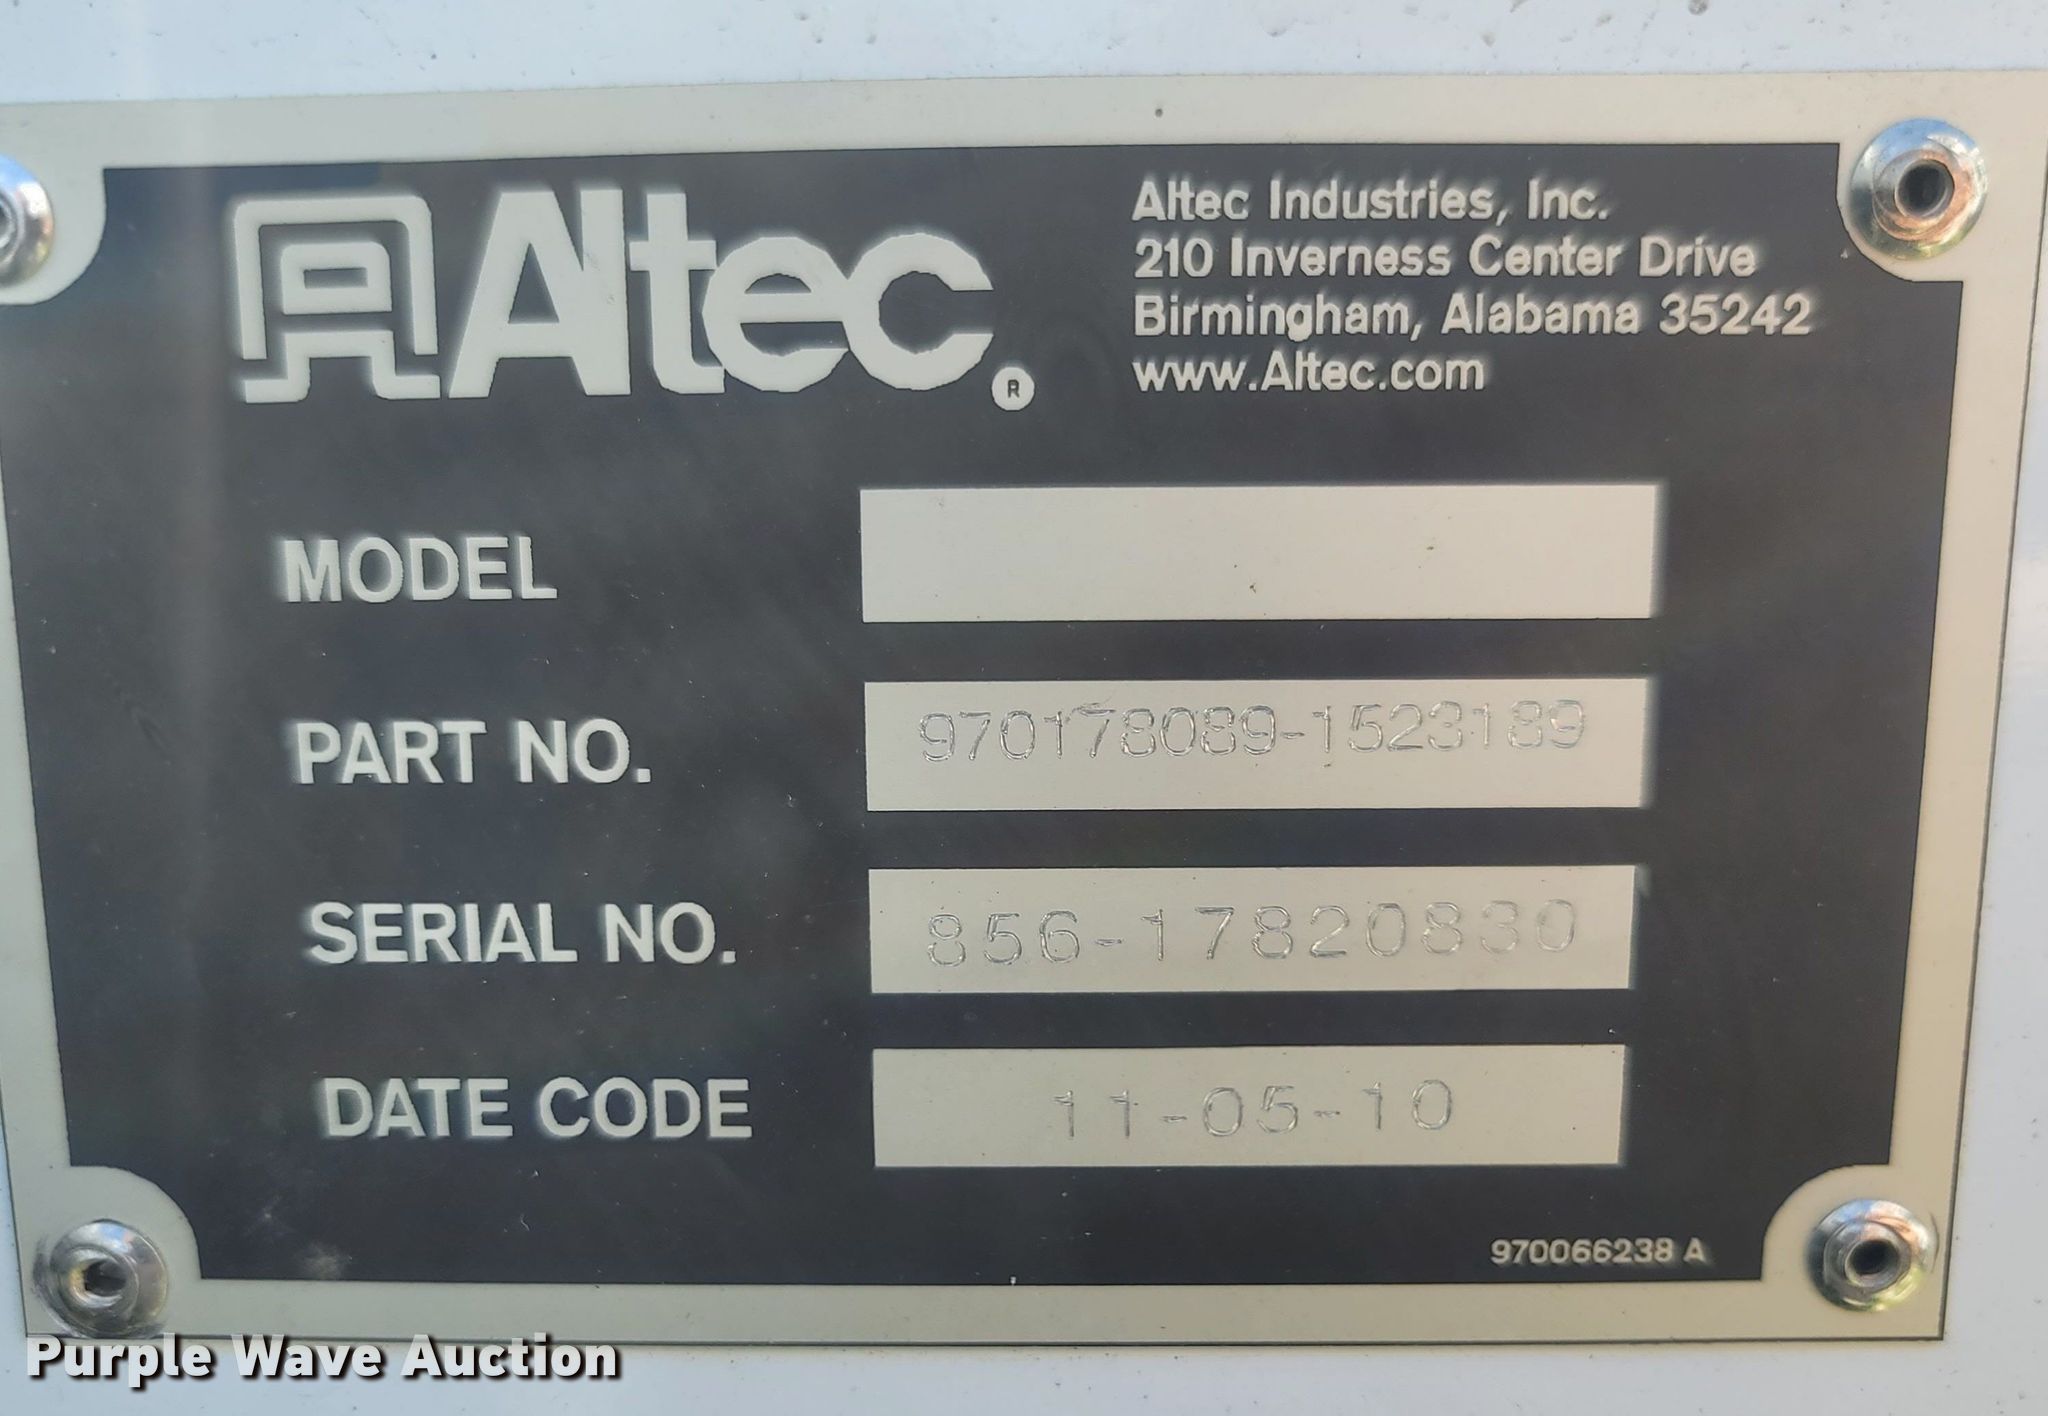 Altec®
Altec Industries, Inc.
210 Inverness Center Drive
Birmingham, Alabama 35242
www.Altec.com
MODEL
PART NO. 970178089-1523189
SERIAL NO. 856-17820830
DATE CODE 11-05-10
970066238 A
Purple Wave Auction